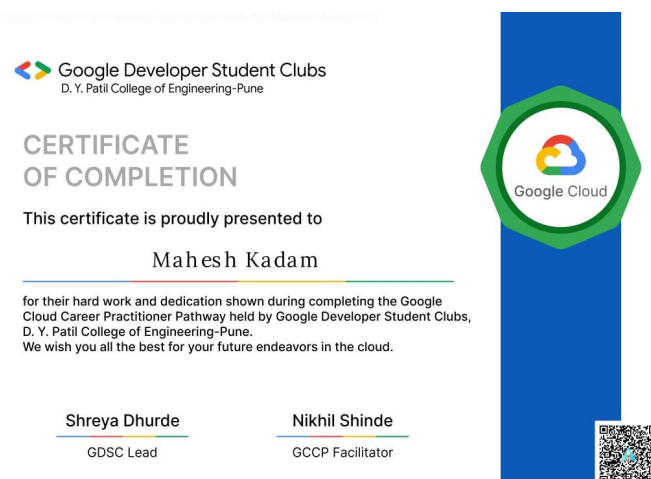 Google Developer Student Clubs
D. Y. Patil College of Engineering-Pune
Google Cloud
CERTIFICATE
OF COMPLETION
This certificate is proudly presented to
Mahesh Kadam
for their hard work and dedication shown during completing the Google
Cloud Career Practitioner Pathway held by Google Developer Student Clubs,
D. Y. Patil College of Engineering-Pune.
We wish you all the best for your future endeavors in the cloud.
Shreya Dhurde
GDSC Lead
Nikhil Shinde
GCCP Facilitator